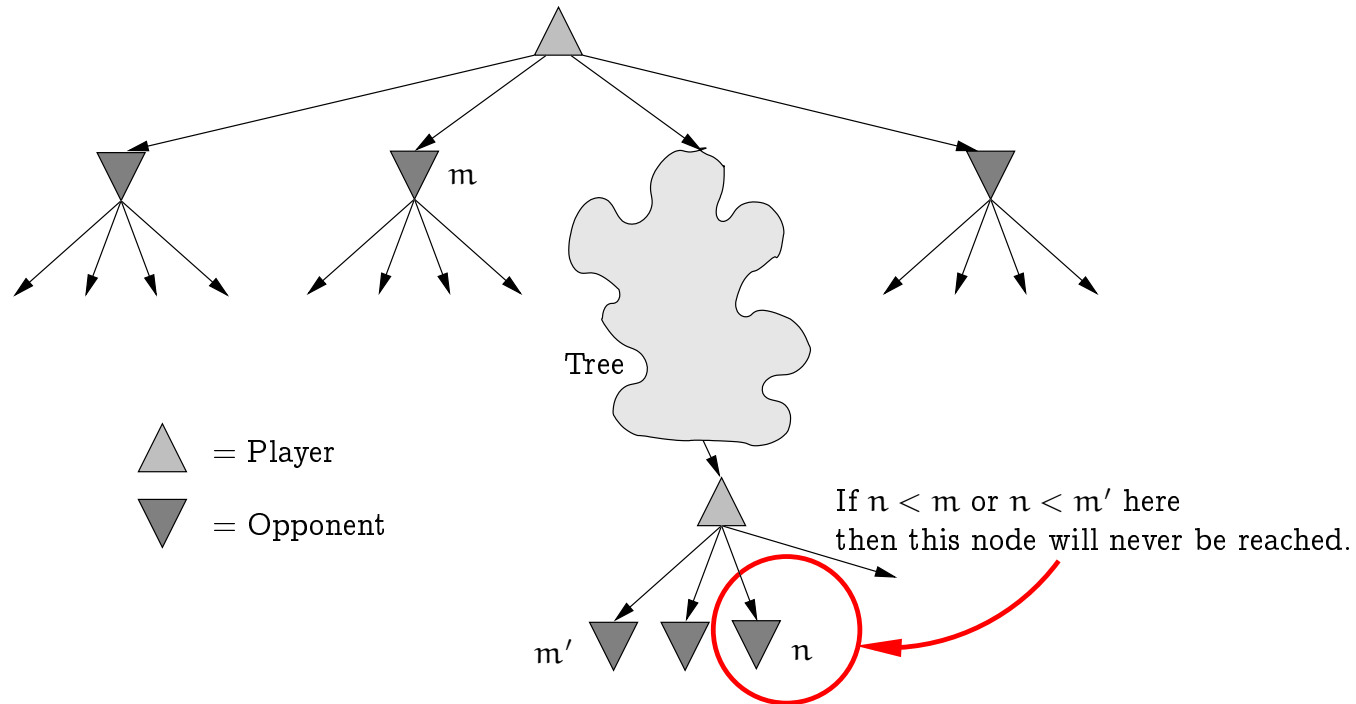 m
Tree
= Player
= Opponent
If n < m or n < m′ here
then this node will never be reached.
m′
n